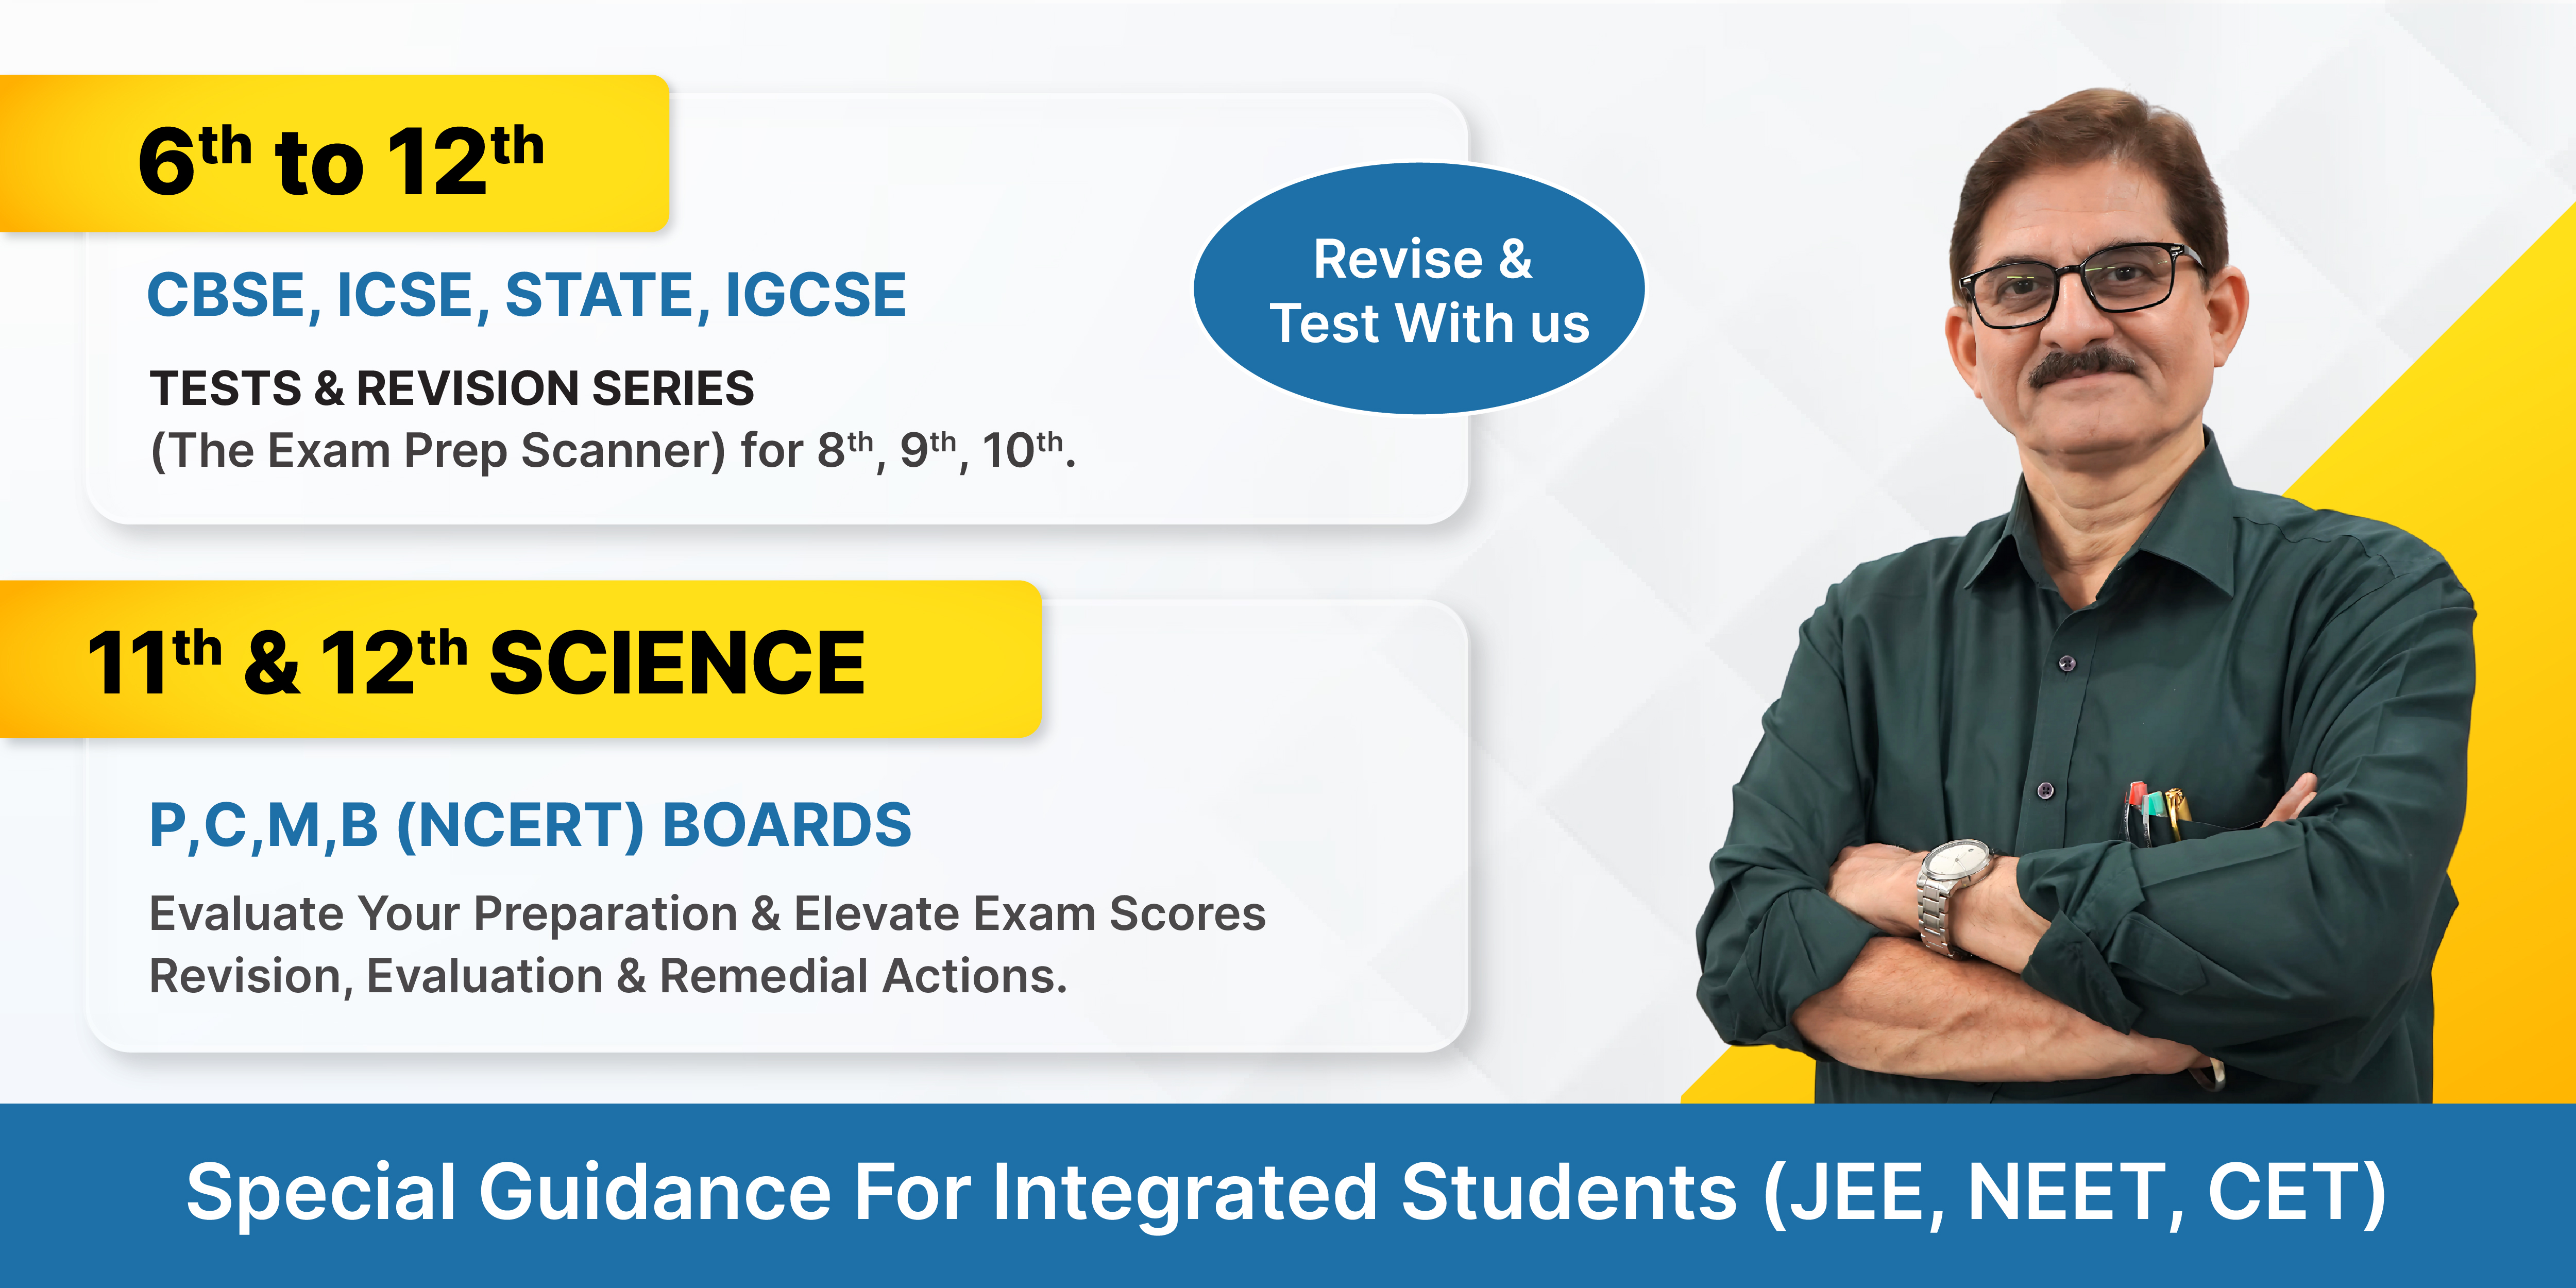 6th to 12th
CBSE, ICSE, STATE, IGCSE
TESTS & REVISION SERIES
(The Exam Prep Scanner) for 8th, 9th, 10th.
Revise &
Test With us
11th & 12th SCIENCE
P,C,M,B (NCERT) BOARDS
Evaluate Your Preparation & Elevate Exam Scores
Revision, Evaluation & Remedial Actions.
Special Guidance For Integrated Students (JEE, NEET, CET)